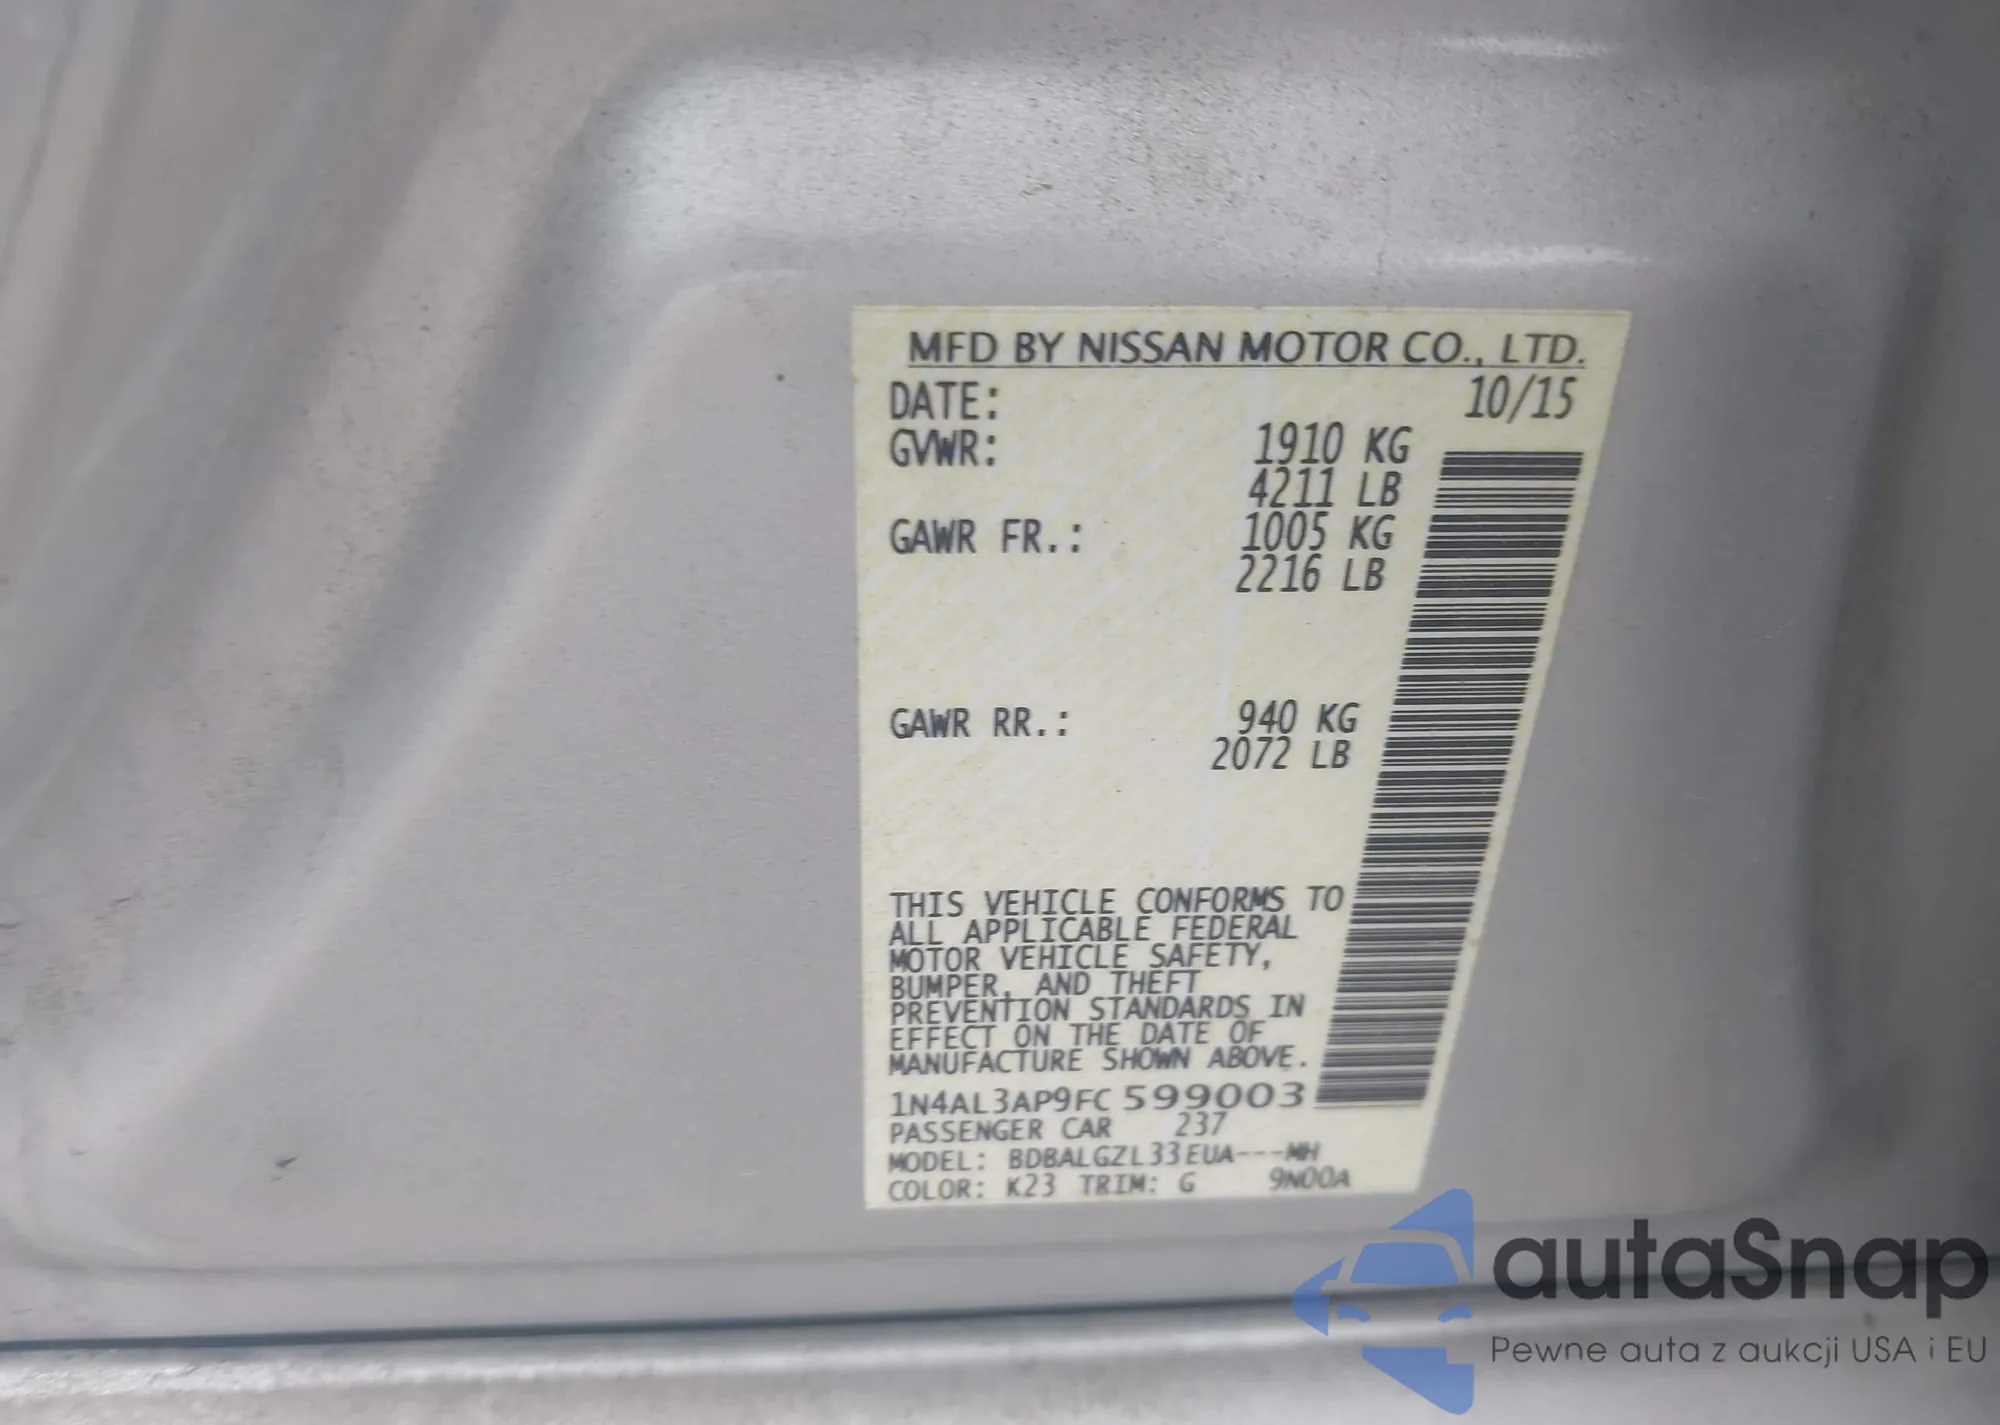 MFD BY NISSAN MOTOR CO., LTD.
DATE: 10/15
GVWR: 1910 KG
4211 LB
GAWR FR.: 1005 KG
2216 LB
GAWR RR.: 940 KG
2072 LB
THIS VEHICLE CONFORMS TO
ALL APPLICABLE FEDERAL
MOTOR VEHICLE SAFETY,
BUMPER, AND THEFT
PREVENTION STANDARDS IN
EFFECT ON THE DATE OF
MANUFACTURE SHOWN ABOVE.
1N4AL3AP9FC 599003
PASSENGER CAR 237
MODEL: BDBALGZL33EUA---MH
COLOR: K23 TRIM: G 9N00A
autaSnap
Pewne auta z aukcji USA i EU